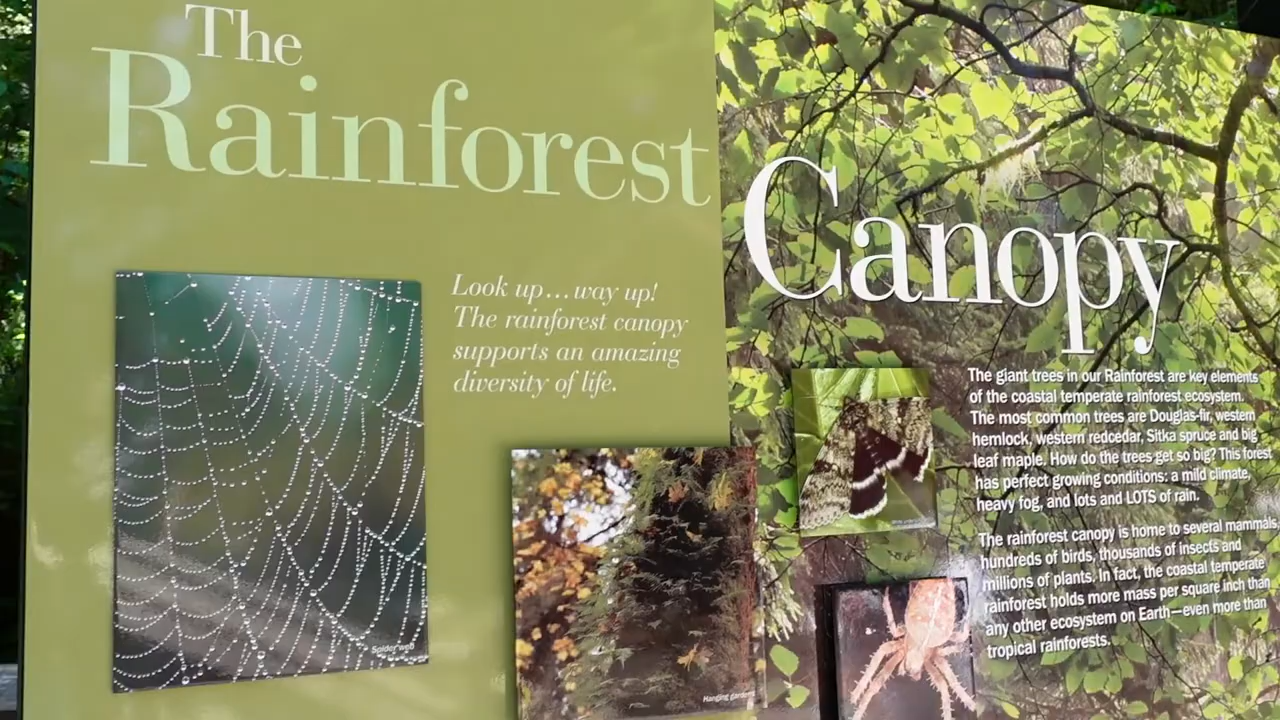 The
Rainforest
Canopy
Look up...way up!
The rainforest canopy
supports an amazing
diversity of life.
Spider web
Hanging gardens
The giant trees in our Rainforest are key elements
of the coastal temperate rainforest ecosystem.
The most common trees are Douglas-fir, western
hemlock, western redcedar, Sitka spruce and big
leaf maple. How do the trees get so big? This forest
has perfect growing conditions: a mild climate,
heavy fog, and lots and LOTS of rain.
The rainforest canopy is home to several mammals,
hundreds of birds, thousands of insects and
millions of plants. In fact, the coastal temperate
rainforest holds more mass per square inch than
any other ecosystem on Earth—even more than
tropical rainforests.